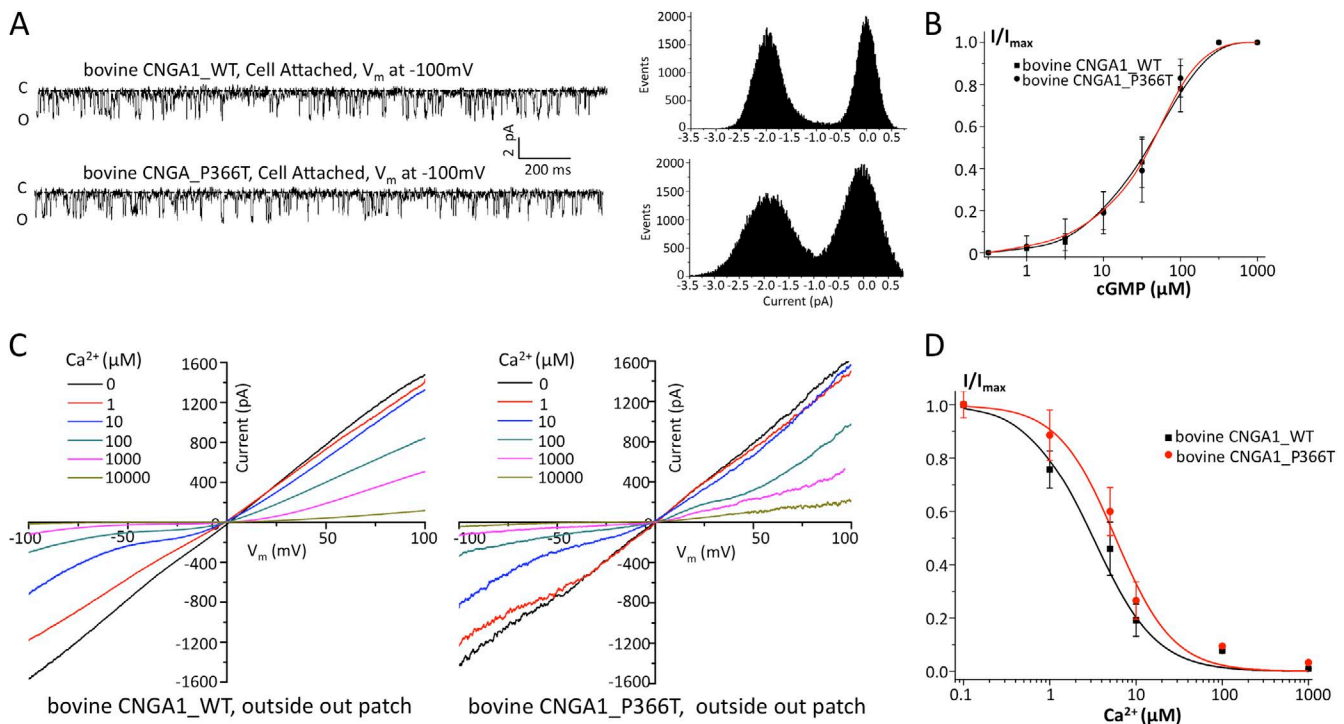 A
bovine CNGA1_WT, Cell Attached, Vm at -100mV
C
O
2 pA
200 ms
bovine CNGA_P366T, Cell Attached, Vm at -100mV
C
O
2000
1500
1000
500
0
Events
-3.5 -3.0 -2.5 -2.0 -1.5 -1.0 -0.5 0.0 0.5
2000
1500
1000
500
0
Events
-3.5 -3.0 -2.5 -2.0 -1.5 -1.0 -0.5 0.0 0.5
Current (pA)
B
I/Imax
bovine CNGA1_WT
bovine CNGA1_P366T
1.0
0.8
0.6
0.4
0.2
0
1 10 100 1000
cGMP (µM)
C
Ca2+ (µM)
0
1
10
100
1000
10000
1600
1200
800
400
0
-400
-800
-1200
-1600
Current (pA)
-100 -50 50 100
Vm (mV)
bovine CNGA1_WT, outside out patch
Ca2+ (µM)
0
1
10
100
1000
10000
1600
1200
800
400
0
-400
-800
-1200
-1600
Current (pA)
-100 -50 50 100
Vm (mV)
bovine CNGA1_P366T, outside out patch
D
I/Imax
bovine CNGA1_WT
bovine CNGA1_P366T
1.0
0.8
0.6
0.4
0.2
0.0
0.1 1 10 100 1000
Ca2+ (µM)